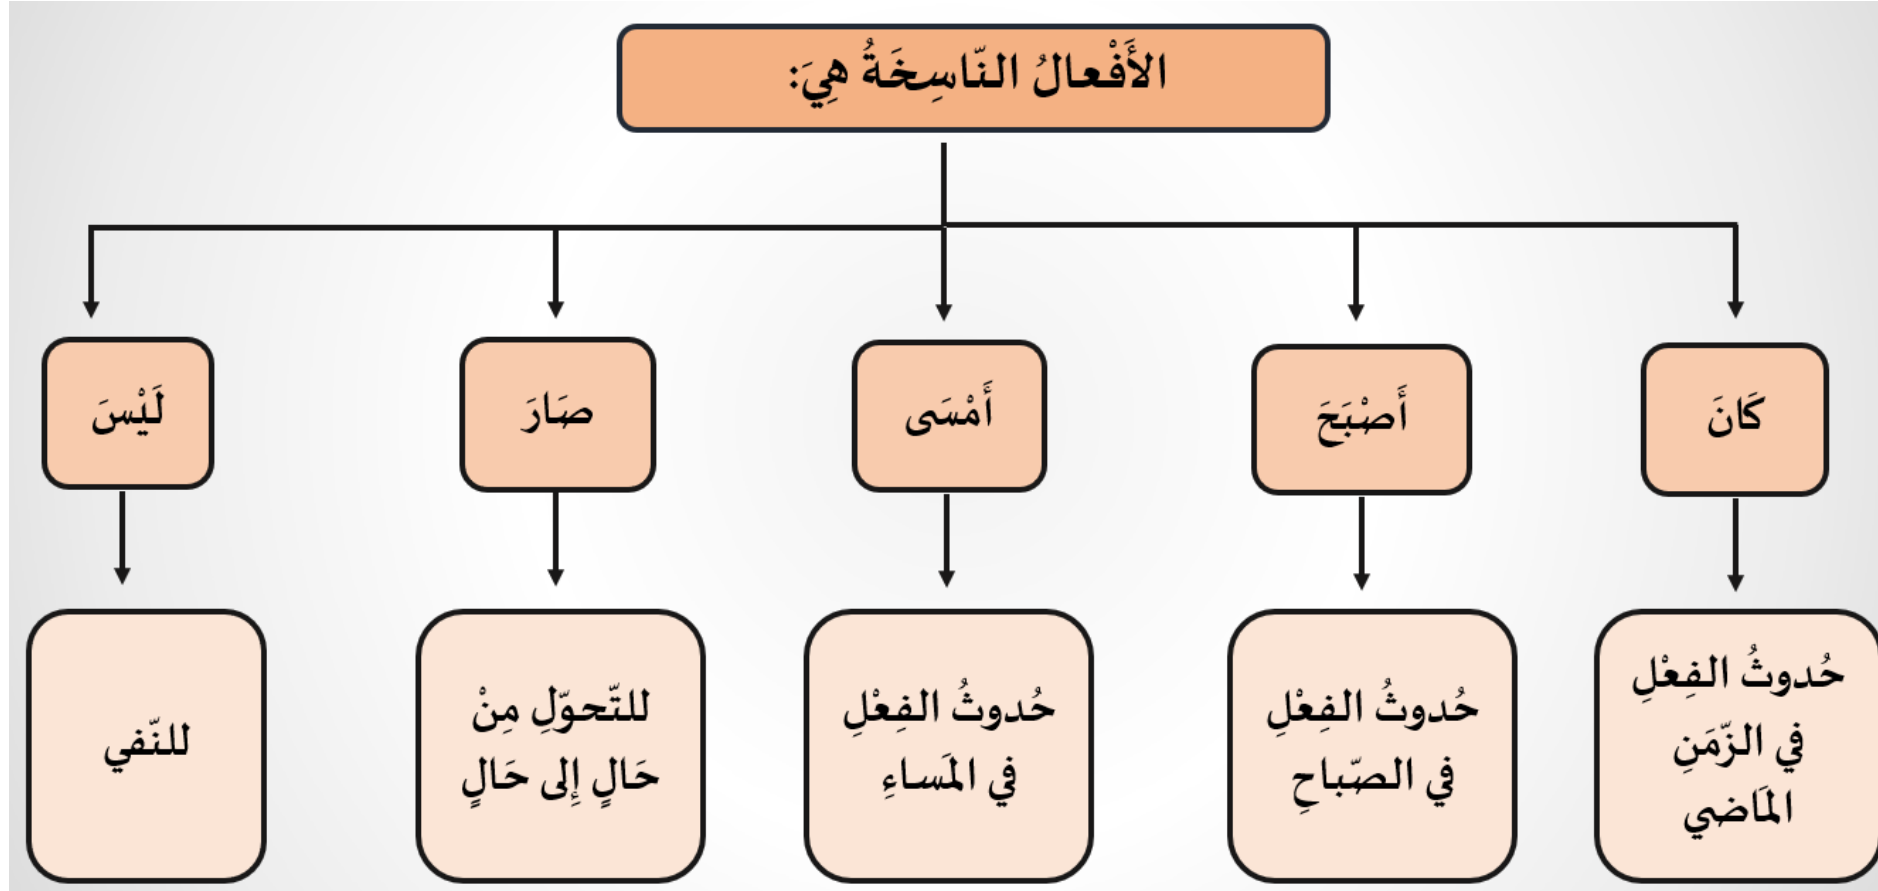 الأَفْعالُ النّاسِخَةُ هِيَ:
كَانَ
أَصْبَحَ
أَمْسَى
صَارَ
لَيْسَ
حُدوثُ الفِعْلِ
في الزّمَنِ
المَاضي
حُدوثُ الفِعْلِ
في الصّباحِ
حُدوثُ الفِعْلِ
في المَساءِ
للتّحوّلِ مِنْ
حَالٍ إِلى حَالٍ
للنّفي